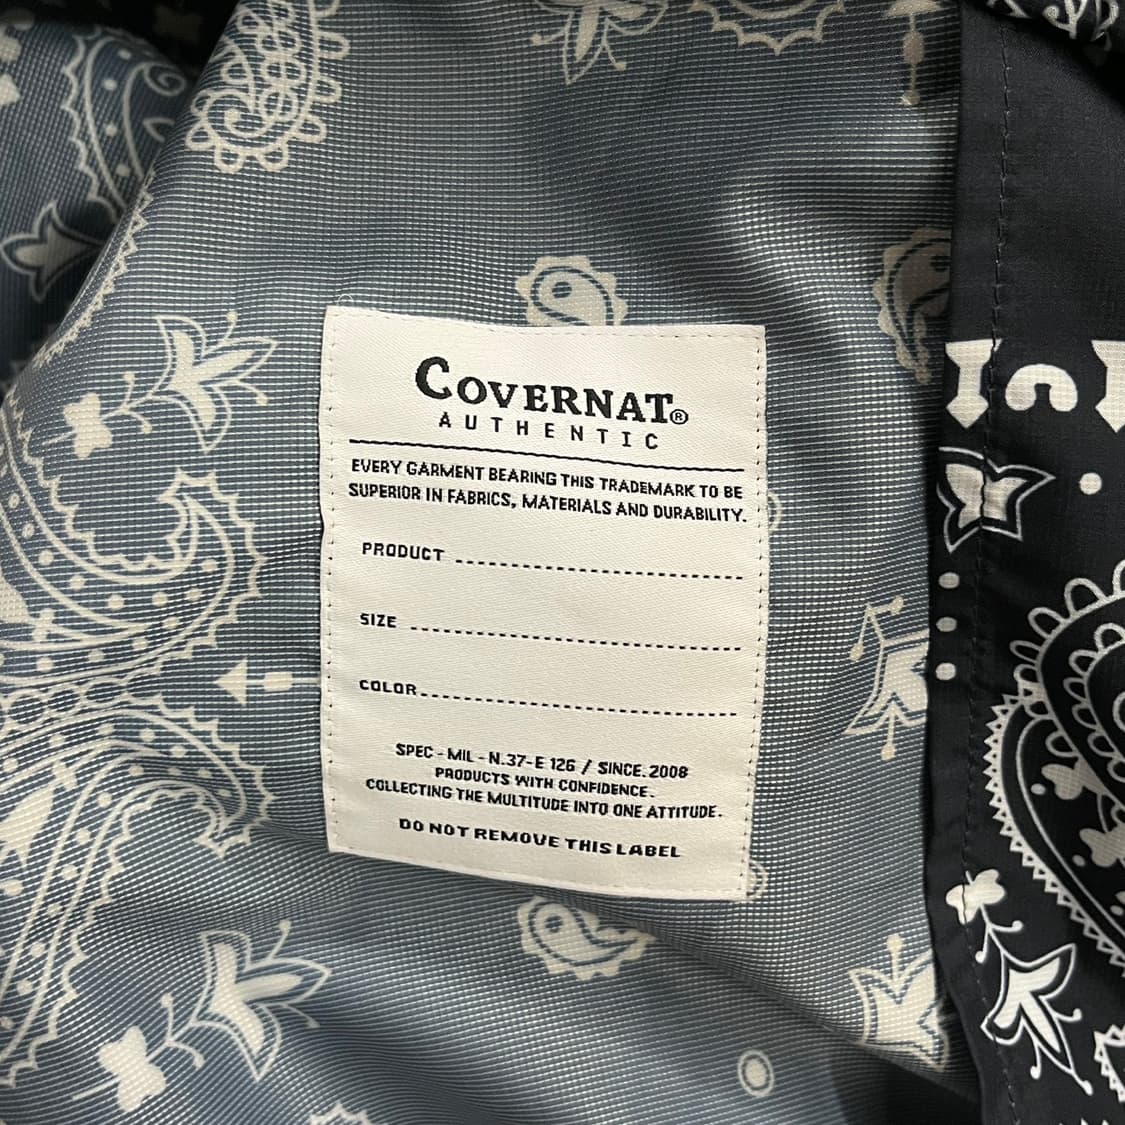 COVERNAT®
AUTHENTIC
EVERY GARMENT BEARING THIS TRADEMARK TO BE
SUPERIOR IN FABRICS, MATERIALS AND DURABILITY.
PRODUCT
SIZE
COLOR
SPEC - MIL - N.37-E 126 / SINCE.2008
PRODUCTS WITH CONFIDENCE.
COLLECTING THE MULTITUDE INTO ONE ATTITUDE.
DO NOT REMOVE THIS LABEL